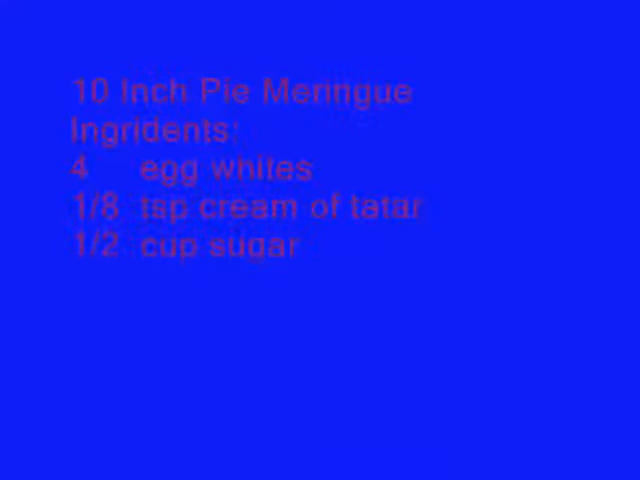 10 Inch Pie Meringue
Ingridents:
4 egg whites
1/8 tsp cream of tatar
1/2 cup sugar